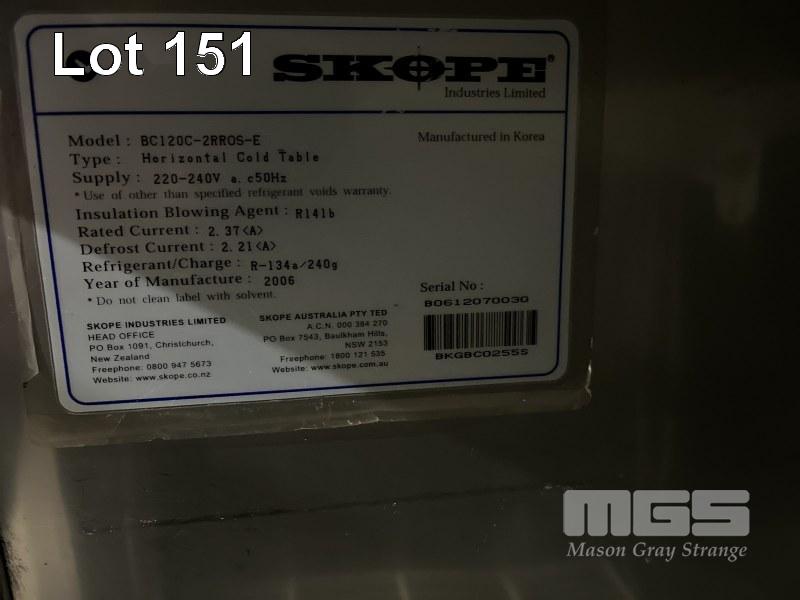 Lot 151
SKOPE®
Industries Limited
Model : BC120C-2RROS-E
Manufactured in Korea
Type : Horizontal Cold Table
Supply : 220-240V a. c50Hz
* Use of other than specified refrigerant voids warranty.
Insulation Blowing Agent : R141b
Rated Current : 2.37<A>
Defrost Current : 2.21<A>
Refrigerant/Charge : R-134a/240g
Year of Manufacture : 2006
* Do not clean label with solvent.
SKOPE INDUSTRIES LIMITED
HEAD OFFICE
PO Box 1091, Christchurch,
New Zealand
Freephone: 0800 947 5673
Website: www.skope.co.nz
SKOPE AUSTRALIA PTY TED
A.C.N. 000 384 270
PO Box 7543, Baulkham Hills,
NSW 2153
Freephone: 1800 121 535
Website: www.skope.com.au
Serial No :
B061207003G
BKGBC0255S
MGS
Mason Gray Strange